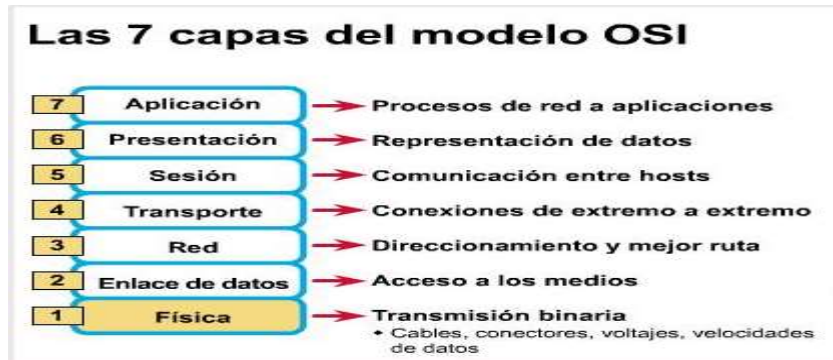 Las 7 capas del modelo OSI
7 Aplicación Procesos de red a aplicaciones
6 Presentación Representación de datos
5 Sesión Comunicación entre hosts
4 Transporte Conexiones de extremo a extremo
3 Red Direccionamiento y mejor ruta
2 Enlace de datos Acceso a los medios
1 Física Transmisión binaria
• Cables, conectores, voltajes, velocidades
de datos